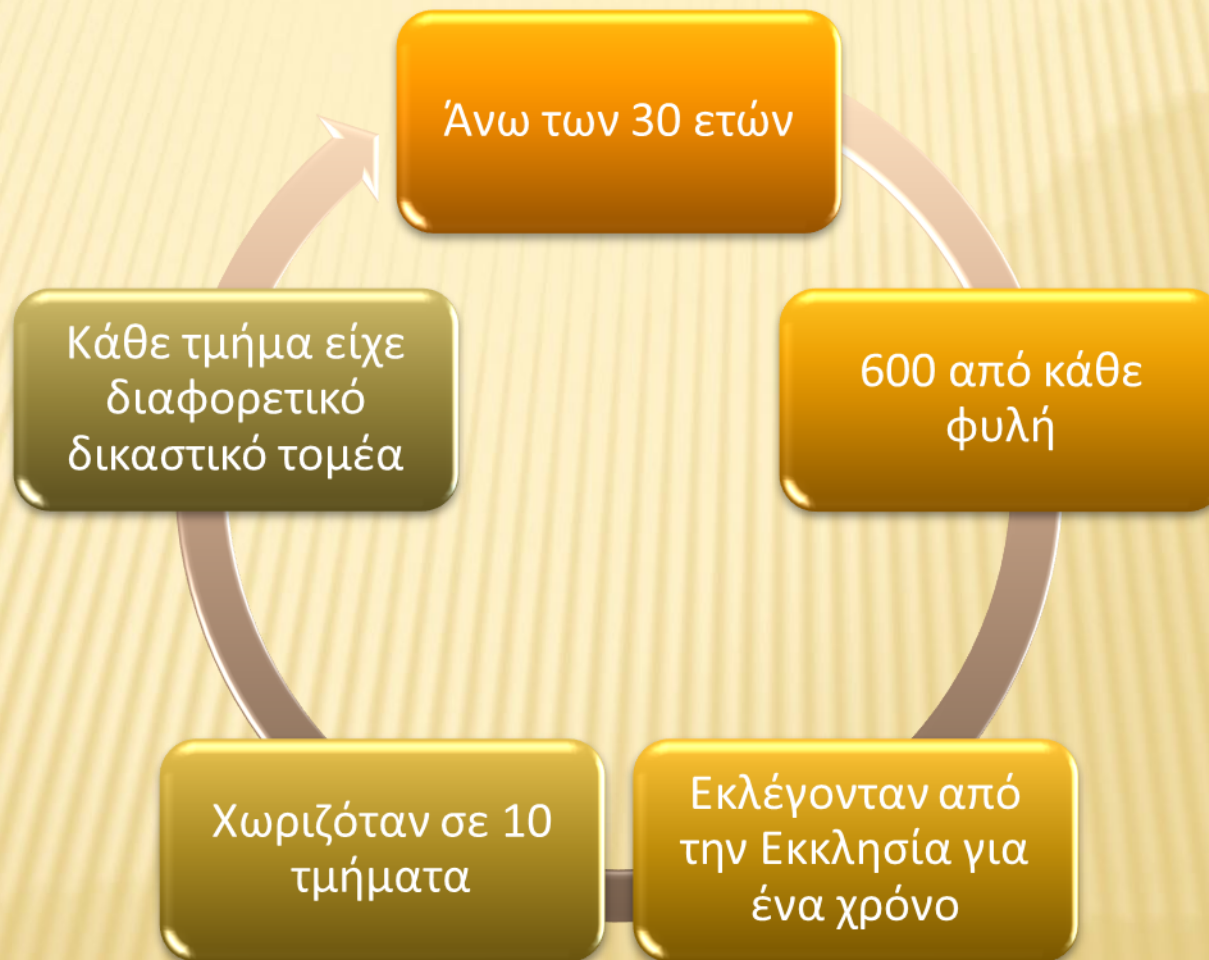 Άνω των 30 ετών
600 από κάθε
φυλή
Εκλέγονταν από
την Εκκλησία για
ένα χρόνο
Χωριζόταν σε 10
τμήματα
Κάθε τμήμα είχε
διαφορετικό
δικαστικό τομέα